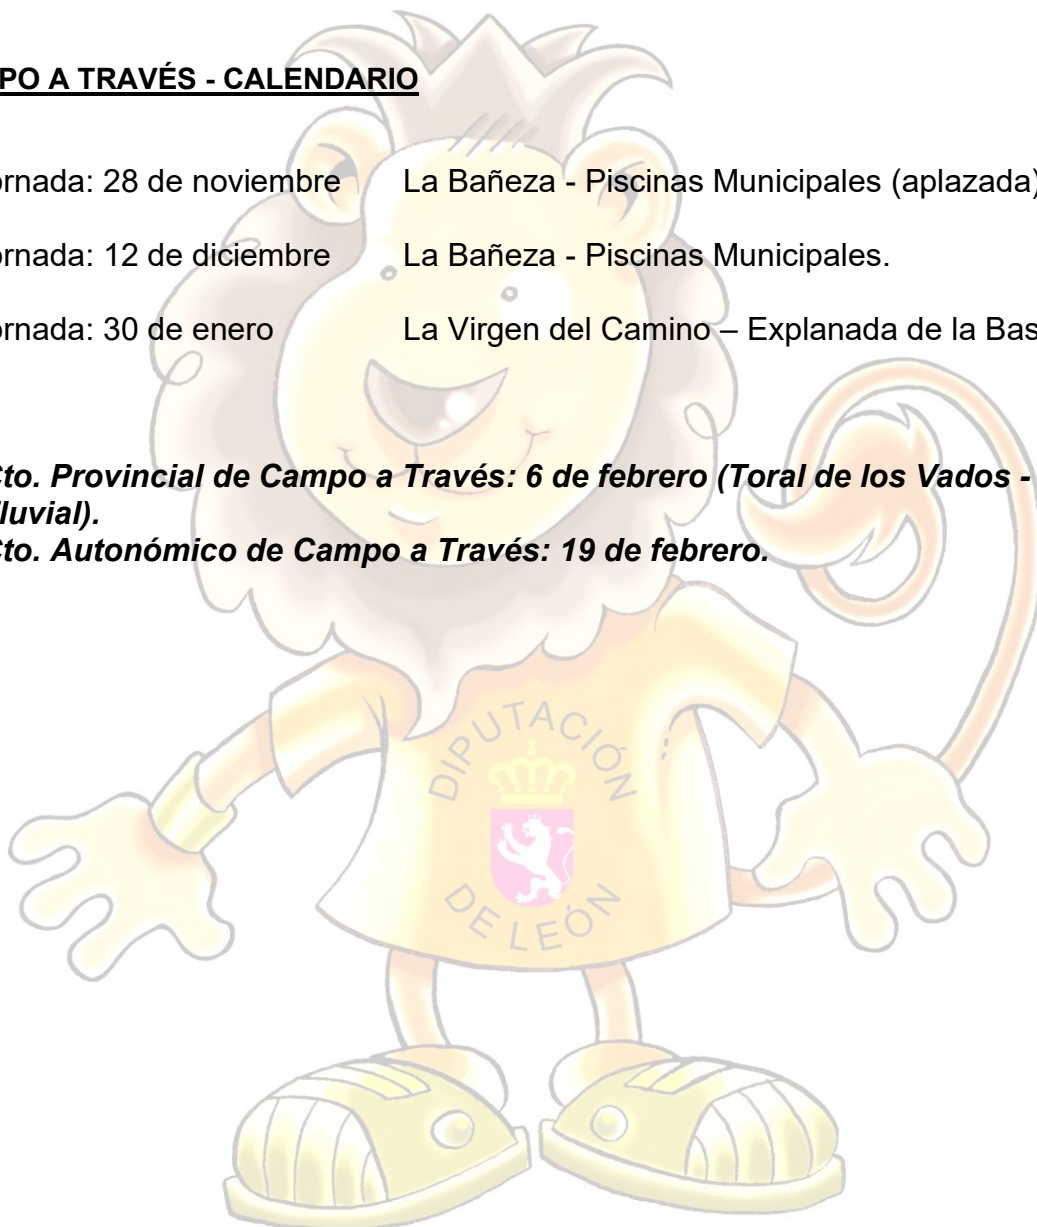 PO A TRAVÉS - CALENDARIO
ornada: 28 de noviembre La Bañeza - Piscinas Municipales (aplazada)
ornada: 12 de diciembre La Bañeza - Piscinas Municipales.
ornada: 30 de enero La Virgen del Camino – Explanada de la Bas
Cto. Provincial de Campo a Través: 6 de febrero (Toral de los Vados -
luvial).
Cto. Autonómico de Campo a Través: 19 de febrero.
DIPUTACIÓN
DE LEÓN